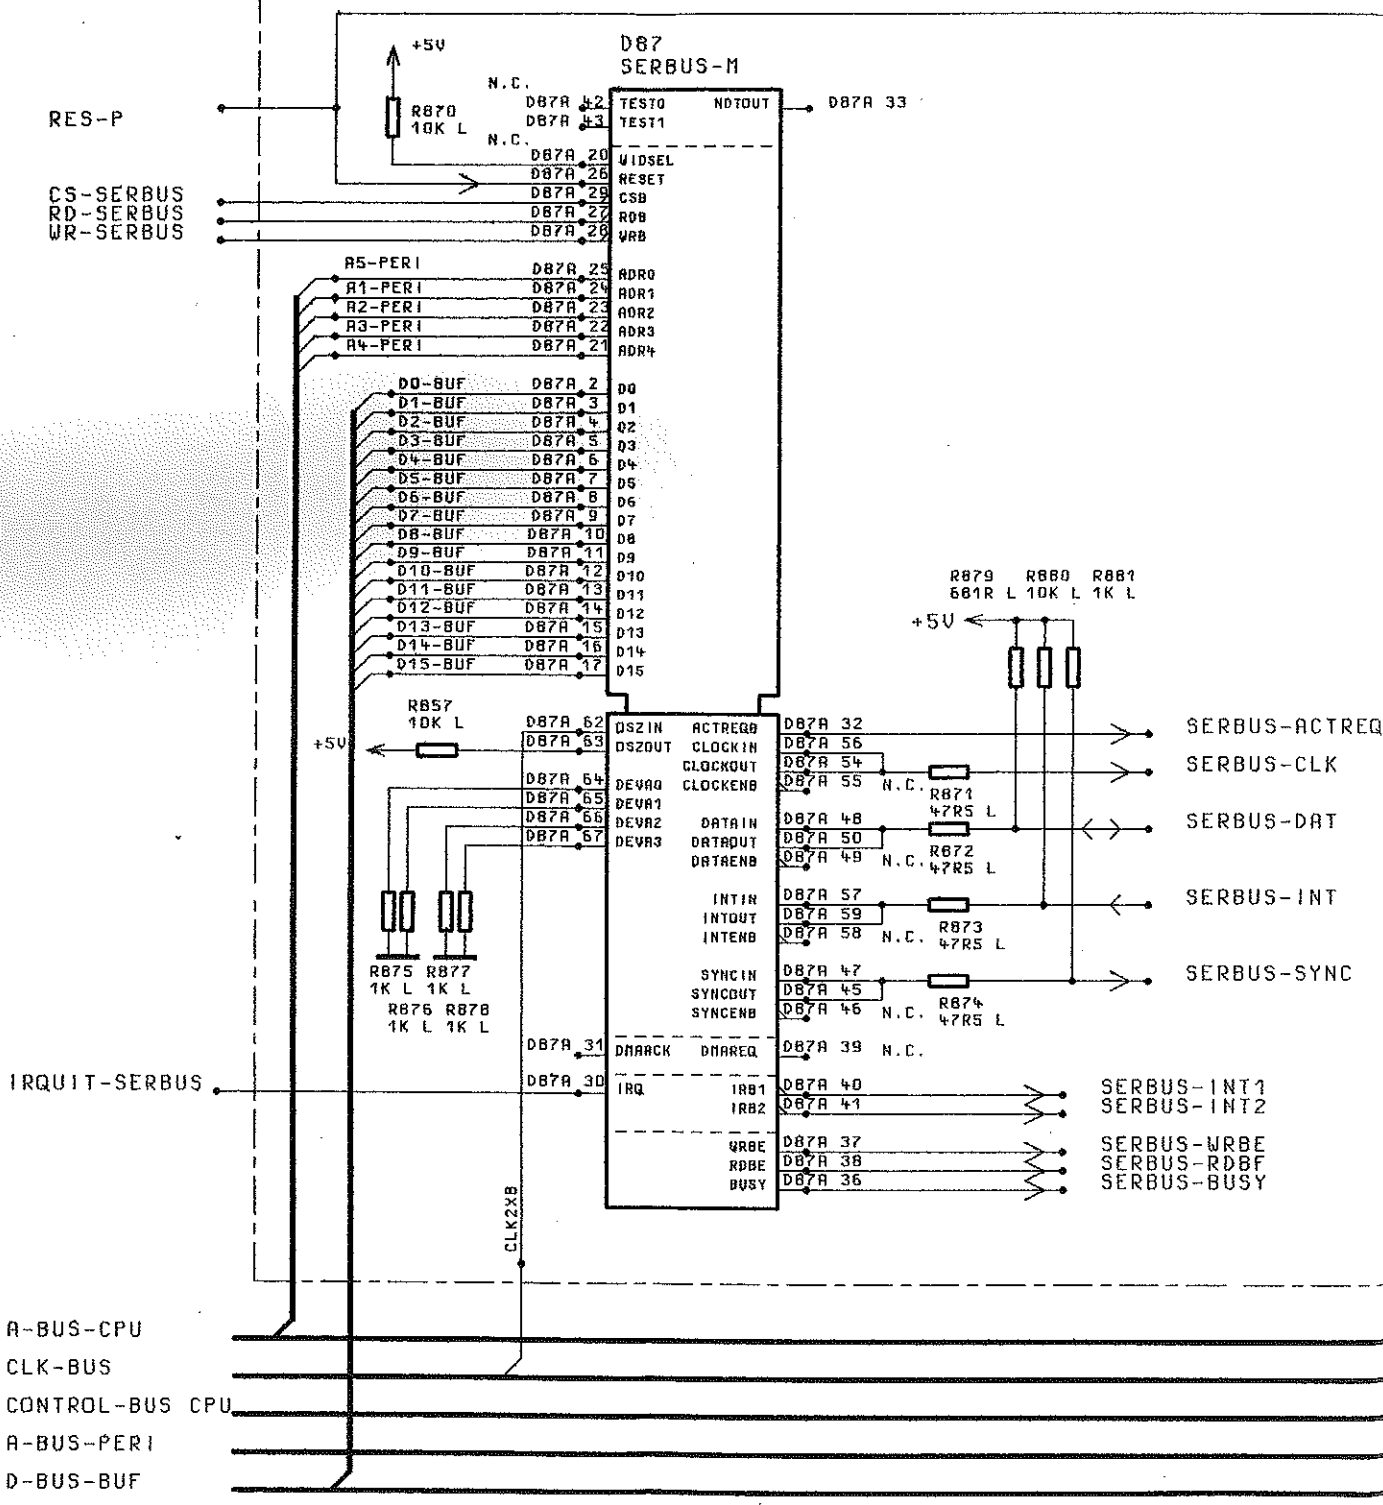 D87
SERBUS-M
+5V
R870
10K L
N.C.
D87A 42 TEST0
D87A 43 TEST1
N.C.
NDTOUT D87A 33
RES-P
D87A 20 WIDSEL
D87A 26 RESET
CS-SERBUS D87A 29 CSB
RD-SERBUS D87A 27 RDB
WR-SERBUS D87A 28 WRB
A5-PERI D87A 25 ADR0
A1-PERI D87A 24 ADR1
A2-PERI D87A 23 ADR2
A3-PERI D87A 22 ADR3
A4-PERI D87A 21 ADR4
D0-BUF D87A 2 D0
D1-BUF D87A 3 D1
D2-BUF D87A 4 D2
D3-BUF D87A 5 D3
D4-BUF D87A 6 D4
D5-BUF D87A 7 D5
D6-BUF D87A 8 D6
D7-BUF D87A 9 D7
D8-BUF D87A 10 D8
D9-BUF D87A 11 D9
D10-BUF D87A 12 D10
D11-BUF D87A 13 D11
D12-BUF D87A 14 D12
D13-BUF D87A 15 D13
D14-BUF D87A 16 D14
D15-BUF D87A 17 D15
R879 R880 R881
681R L 10K L 1K L
+5V
R857
10K L
+5V
D87A 62 OSZIN
D87A 63 OSZOUT
D87A 64 DEVA0
D87A 65 DEVA1
D87A 66 DEVA2
D87A 67 DEVA3
ACTREQB D87A 32 SERBUS-ACTREQ
CLOCKIN D87A 56
CLOCKOUT D87A 54 SERBUS-CLK
CLOCKENB D87A 55 N.C.
R871
47R5 L
DATAIN D87A 48 SERBUS-DAT
DATAOUT D87A 50
DATAENB D87A 49 N.C.
R872
47R5 L
INTIN D87A 57 SERBUS-INT
INTOUT D87A 59
INTENB D87A 58 N.C.
R873
47R5 L
SYNCIN D87A 47 SERBUS-SYNC
SYNCOUT D87A 45
SYNCENB D87A 46 N.C.
R874
47R5 L
R875 R877
1K L 1K L
R876 R878
1K L 1K L
D87A 31 DMAACK DMAREQ D87A 39 N.C.
IRQUIT-SERBUS D87A 30 IRQ
IRB1 D87A 40 SERBUS-INT1
IRB2 D87A 41 SERBUS-INT2
WRBE D87A 37 SERBUS-WRBE
RDBE D87A 38 SERBUS-RDBF
BUSY D87A 36 SERBUS-BUSY
CLK2XB
A-BUS-CPU
CLK-BUS
CONTROL-BUS CPU
A-BUS-PERI
D-BUS-BUF